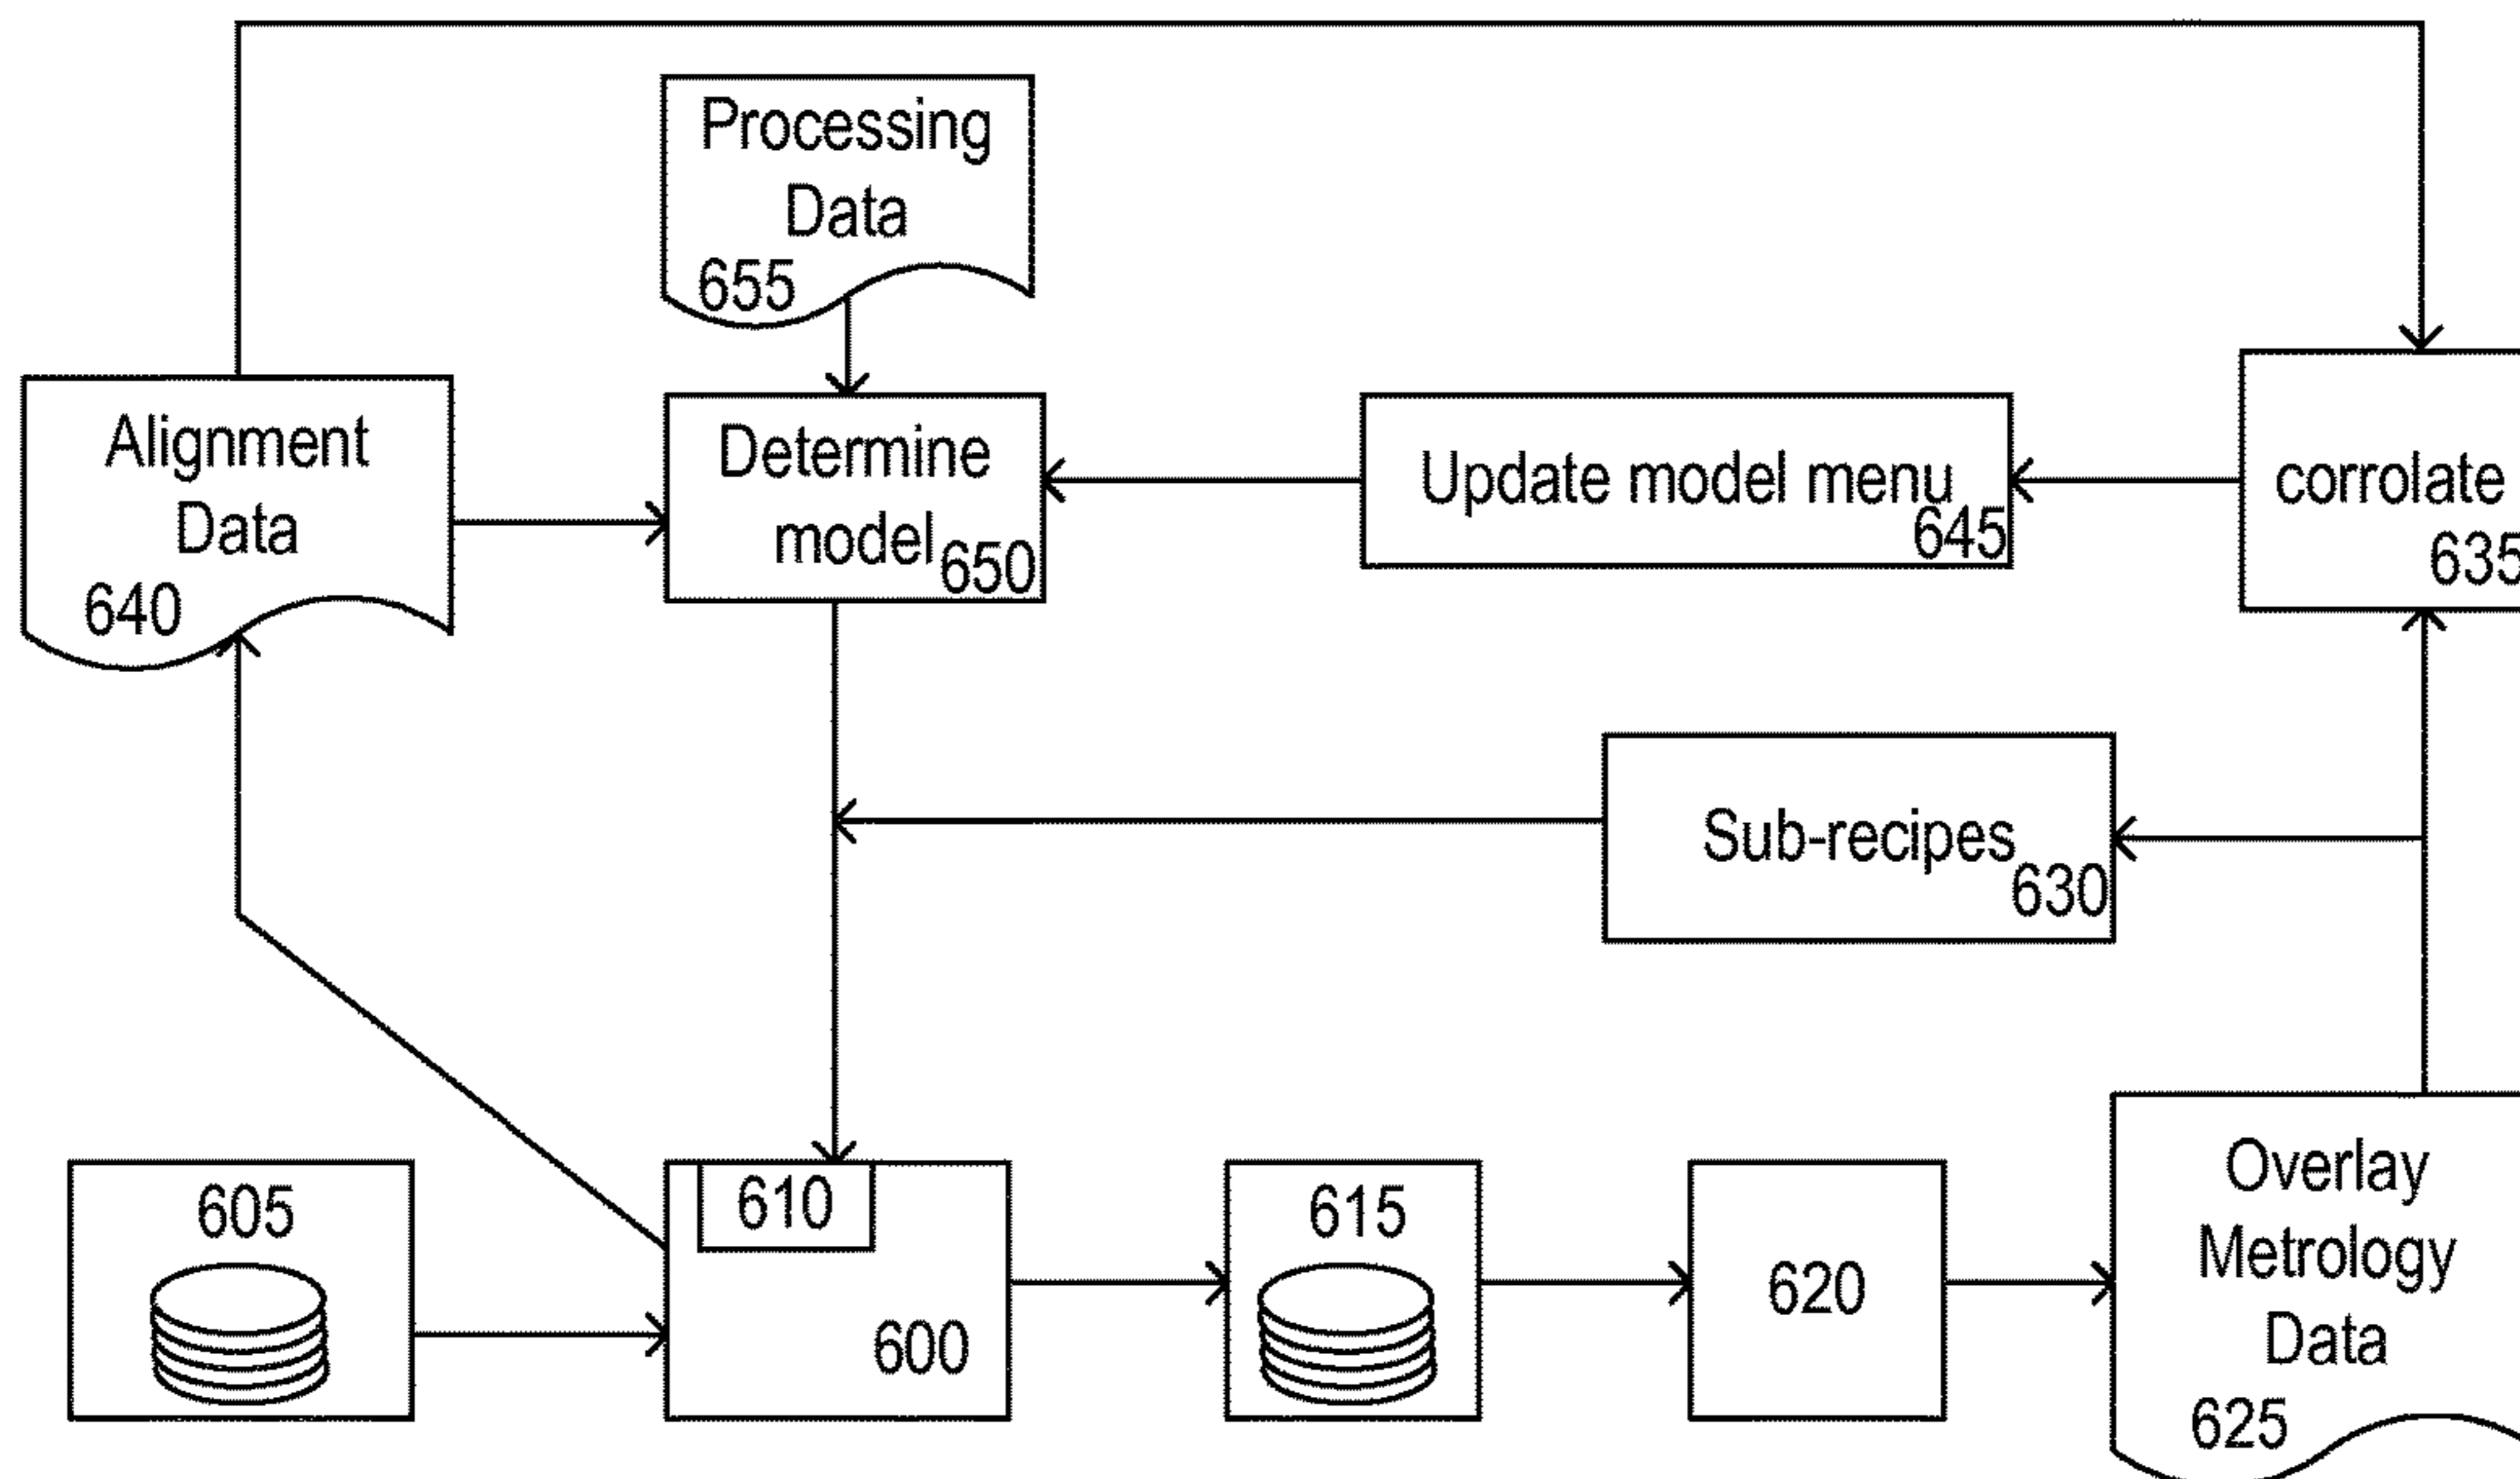 Processing
Data
655
Alignment
Data
640
Determine
model
650
Update model menu
645
corrolate
635
Sub-recipes
630
605
610
600
615
620
Overlay
Metrology
Data
625